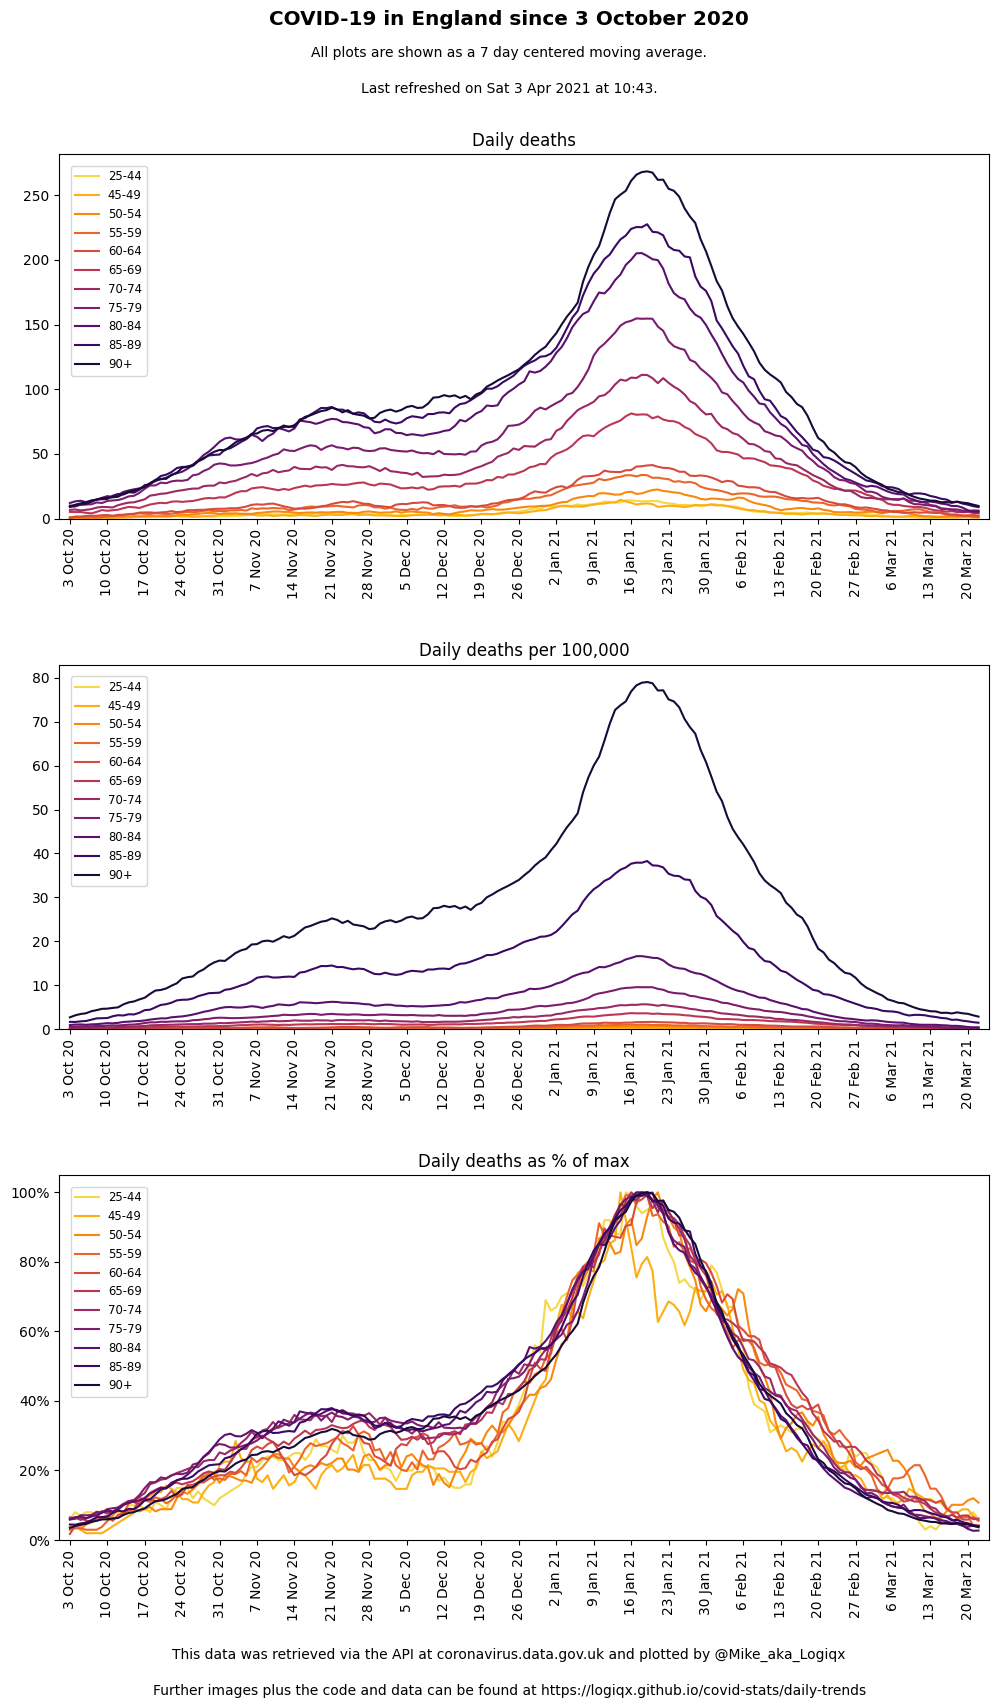 COVID-19 in England since 3 October 2020
All plots are shown as a 7 day centered moving average.
Last refreshed on Sat 3 Apr 2021 at 10:43.
Daily deaths
250
200
150
100
50
0
25-44
45-49
50-54
55-59
60-64
65-69
70-74
75-79
80-84
85-89
90+
3 Oct 20
10 Oct 20
17 Oct 20
24 Oct 20
31 Oct 20
7 Nov 20
14 Nov 20
21 Nov 20
28 Nov 20
5 Dec 20
12 Dec 20
19 Dec 20
26 Dec 20
2 Jan 21
9 Jan 21
16 Jan 21
23 Jan 21
30 Jan 21
6 Feb 21
13 Feb 21
20 Feb 21
27 Feb 21
6 Mar 21
13 Mar 21
20 Mar 21
Daily deaths per 100,000
80
70
60
50
40
30
20
10
0
25-44
45-49
50-54
55-59
60-64
65-69
70-74
75-79
80-84
85-89
90+
3 Oct 20
10 Oct 20
17 Oct 20
24 Oct 20
31 Oct 20
7 Nov 20
14 Nov 20
21 Nov 20
28 Nov 20
5 Dec 20
12 Dec 20
19 Dec 20
26 Dec 20
2 Jan 21
9 Jan 21
16 Jan 21
23 Jan 21
30 Jan 21
6 Feb 21
13 Feb 21
20 Feb 21
27 Feb 21
6 Mar 21
13 Mar 21
20 Mar 21
Daily deaths as % of max
100%
80%
60%
40%
20%
0%
25-44
45-49
50-54
55-59
60-64
65-69
70-74
75-79
80-84
85-89
90+
3 Oct 20
10 Oct 20
17 Oct 20
24 Oct 20
31 Oct 20
7 Nov 20
14 Nov 20
21 Nov 20
28 Nov 20
5 Dec 20
12 Dec 20
19 Dec 20
26 Dec 20
2 Jan 21
9 Jan 21
16 Jan 21
23 Jan 21
30 Jan 21
6 Feb 21
13 Feb 21
20 Feb 21
27 Feb 21
6 Mar 21
13 Mar 21
20 Mar 21
This data was retrieved via the API at coronavirus.data.gov.uk and plotted by @Mike_aka_Logiqx
Further images plus the code and data can be found at https://logiqx.github.io/covid-stats/daily-trends